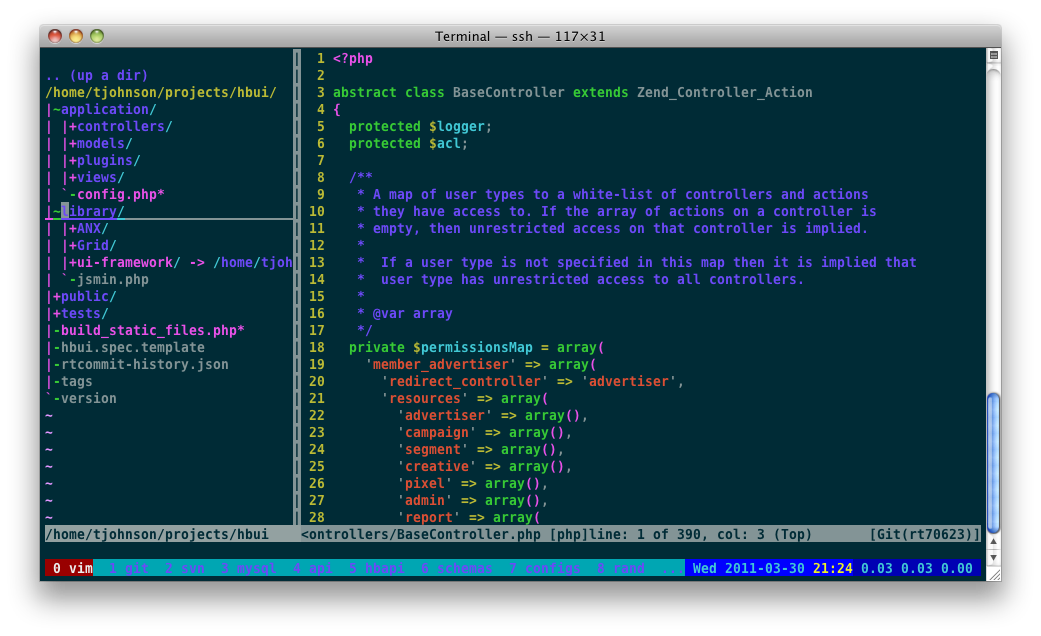 Terminal — ssh — 117×31
.. (up a dir)
/home/tjohnson/projects/hbui/
|~application/
| |+controllers/
| |+models/
| |+plugins/
| |+views/
| `-config.php*
|~library/
| |+ANX/
| |+Grid/
| |+ui-framework/ -> /home/tjoh
| `-jsmin.php
|+public/
|+tests/
|-build_static_files.php*
|-hbui.spec.template
|-rtcommit-history.json
|-tags
`-version
~
~
~
~
~
~
~
1 <?php
2
3 abstract class BaseController extends Zend_Controller_Action
4 {
5   protected $logger;
6   protected $acl;
7
8   /**
9    * A map of user types to a white-list of controllers and actions
10    * they have access to. If the array of actions on a controller is
11    * empty, then unrestricted access on that controller is implied.
12    *
13    *  If a user type is not specified in this map then it is implied that
14    *  user type has unrestricted access to all controllers.
15    *
16    * @var array
17    */
18   private $permissionsMap = array(
19     'member_advertiser' => array(
20       'redirect_controller' => 'advertiser',
21       'resources' => array(
22         'advertiser' => array(),
23         'campaign' => array(),
24         'segment' => array(),
25         'creative' => array(),
26         'pixel' => array(),
27         'admin' => array(),
28         'report' => array(
/home/tjohnson/projects/hbui <ontrollers/BaseController.php [php]line: 1 of 390, col: 3 (Top) [Git(rt70623)]
0 vim 1 git 2 svn 3 mysql 4 api 5 hbapi 6 schemas 7 configs 8 rand ... Wed 2011-03-30 21:24 0.03 0.03 0.00